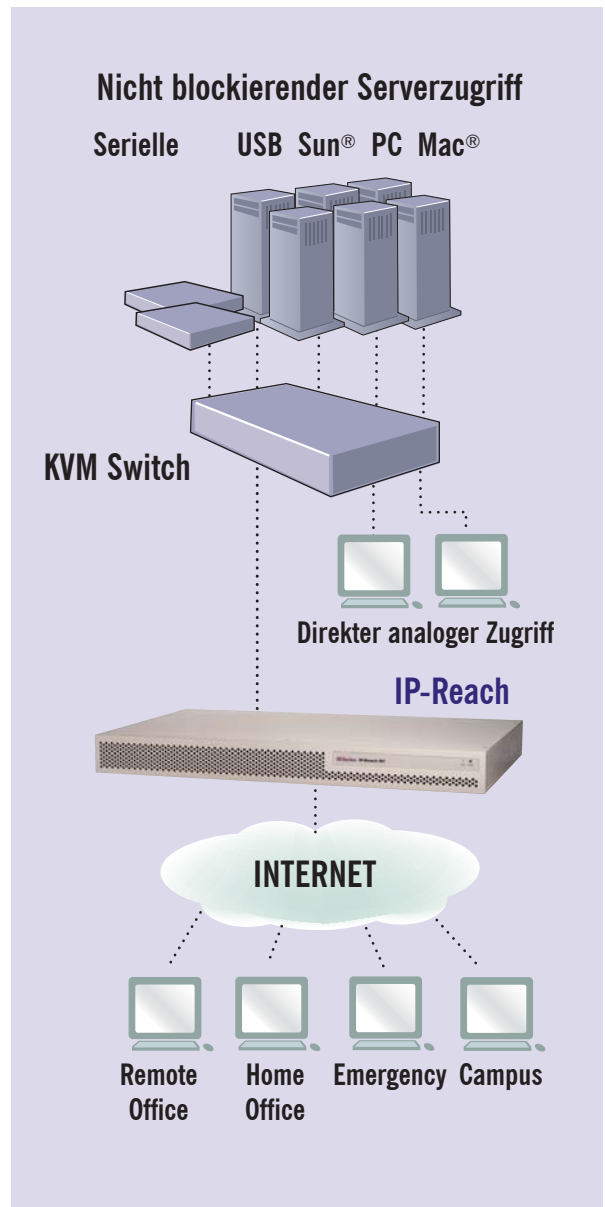 Nicht blockierender Serverzugriff
Serielle USB Sun® PC Mac®
KVM Switch
Direkter analoger Zugriff
IP-Reach
INTERNET
Remote Office
Home Office
Emergency
Campus